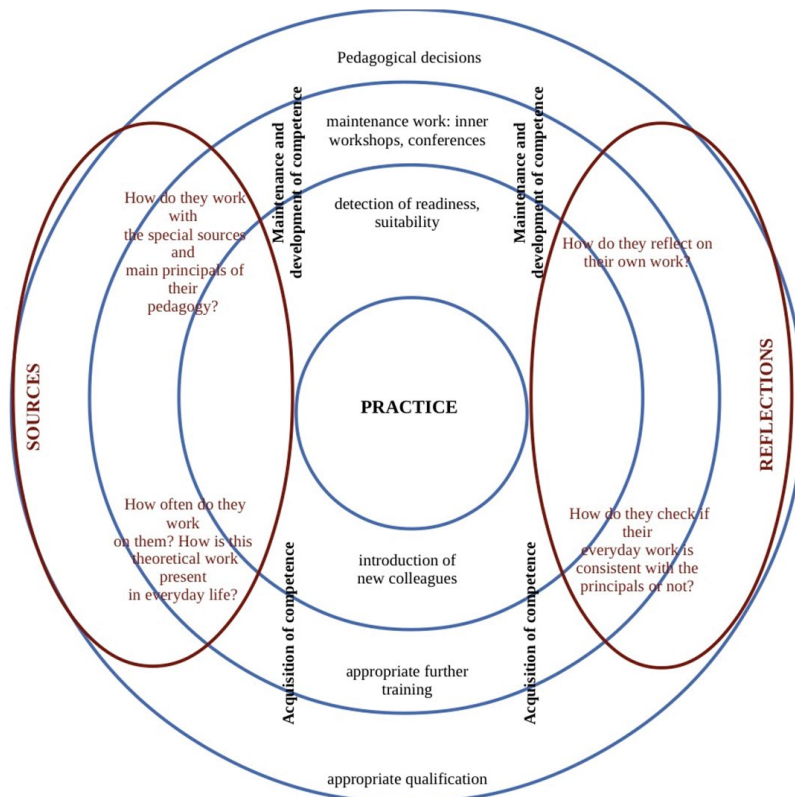 Pedagogical decisions
Maintenance and
development of competence
maintenance work: inner
workshops, conferences
Maintenance and
development of competence
detection of readiness,
suitability
How do they work
with
the special sources
and
main principals of
their
pedagogy?
How do they reflect on
their own work?
SOURCES
PRACTICE
REFLECTIONS
How often do they
work
on them? How is this
theoretical work
present
in everyday life?
How do they check if
their
everyday work is
consistent with the
principals or not?
Acquisition of competence
introduction of
new colleagues
Acquisition of competence
appropriate further
training
appropriate qualification